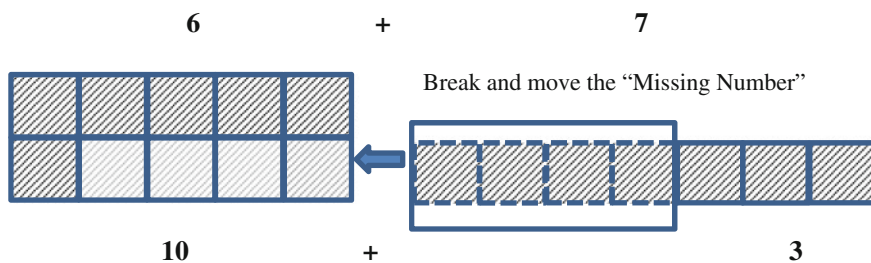 6 + 7
Break and move the “Missing Number”
10 + 3